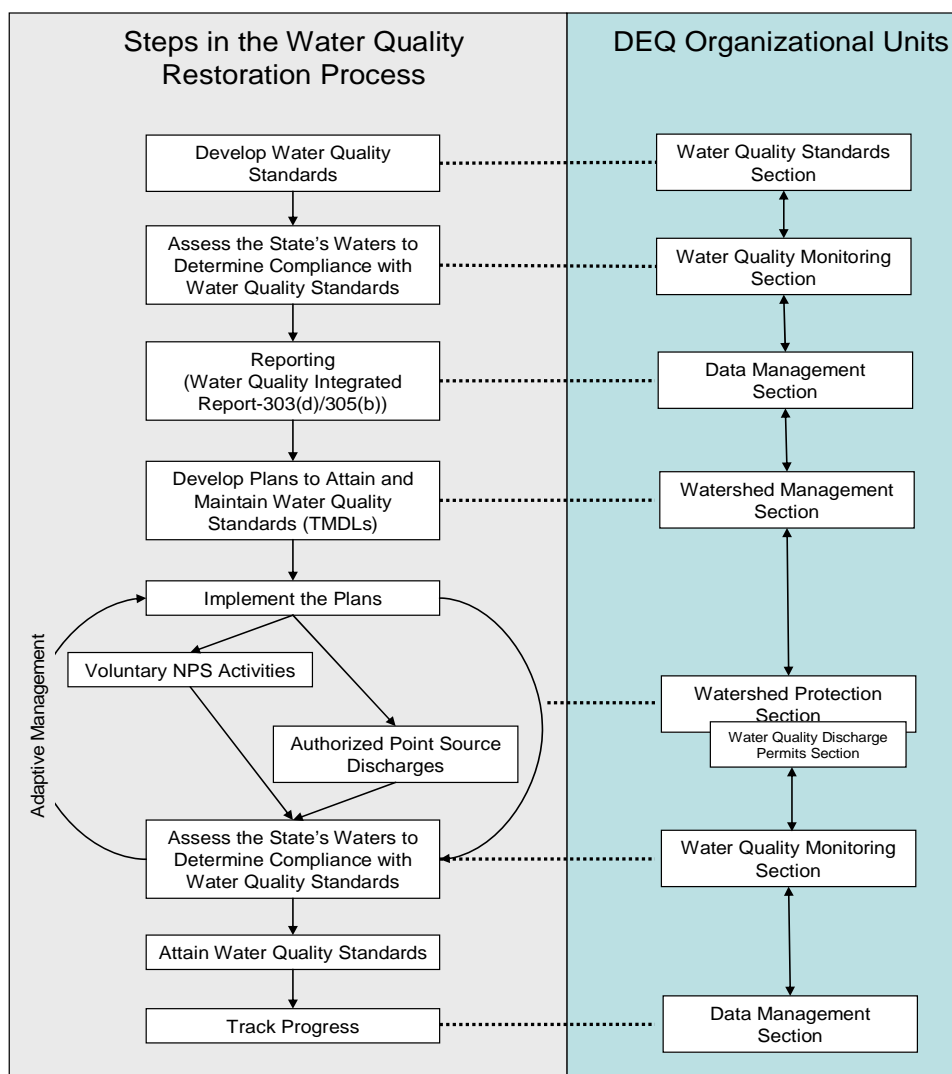 Steps in the Water Quality
Restoration Process
Develop Water Quality
Standards
Assess the State's Waters to
Determine Compliance with
Water Quality Standards
Reporting
(Water Quality Integrated
Report-303(d)/305(b))
Develop Plans to Attain and
Maintain Water Quality
Standards (TMDLs)
Implement the Plans
Voluntary NPS Activities
Authorized Point Source
Discharges
Adaptive Management
Assess the State's Waters to
Determine Compliance with
Water Quality Standards
Attain Water Quality Standards
Track Progress
DEQ Organizational Units
Water Quality Standards
Section
Water Quality Monitoring
Section
Data Management
Section
Watershed Management
Section
Watershed Protection
Section
Water Quality Discharge
Permits Section
Water Quality Monitoring
Section
Data Management
Section